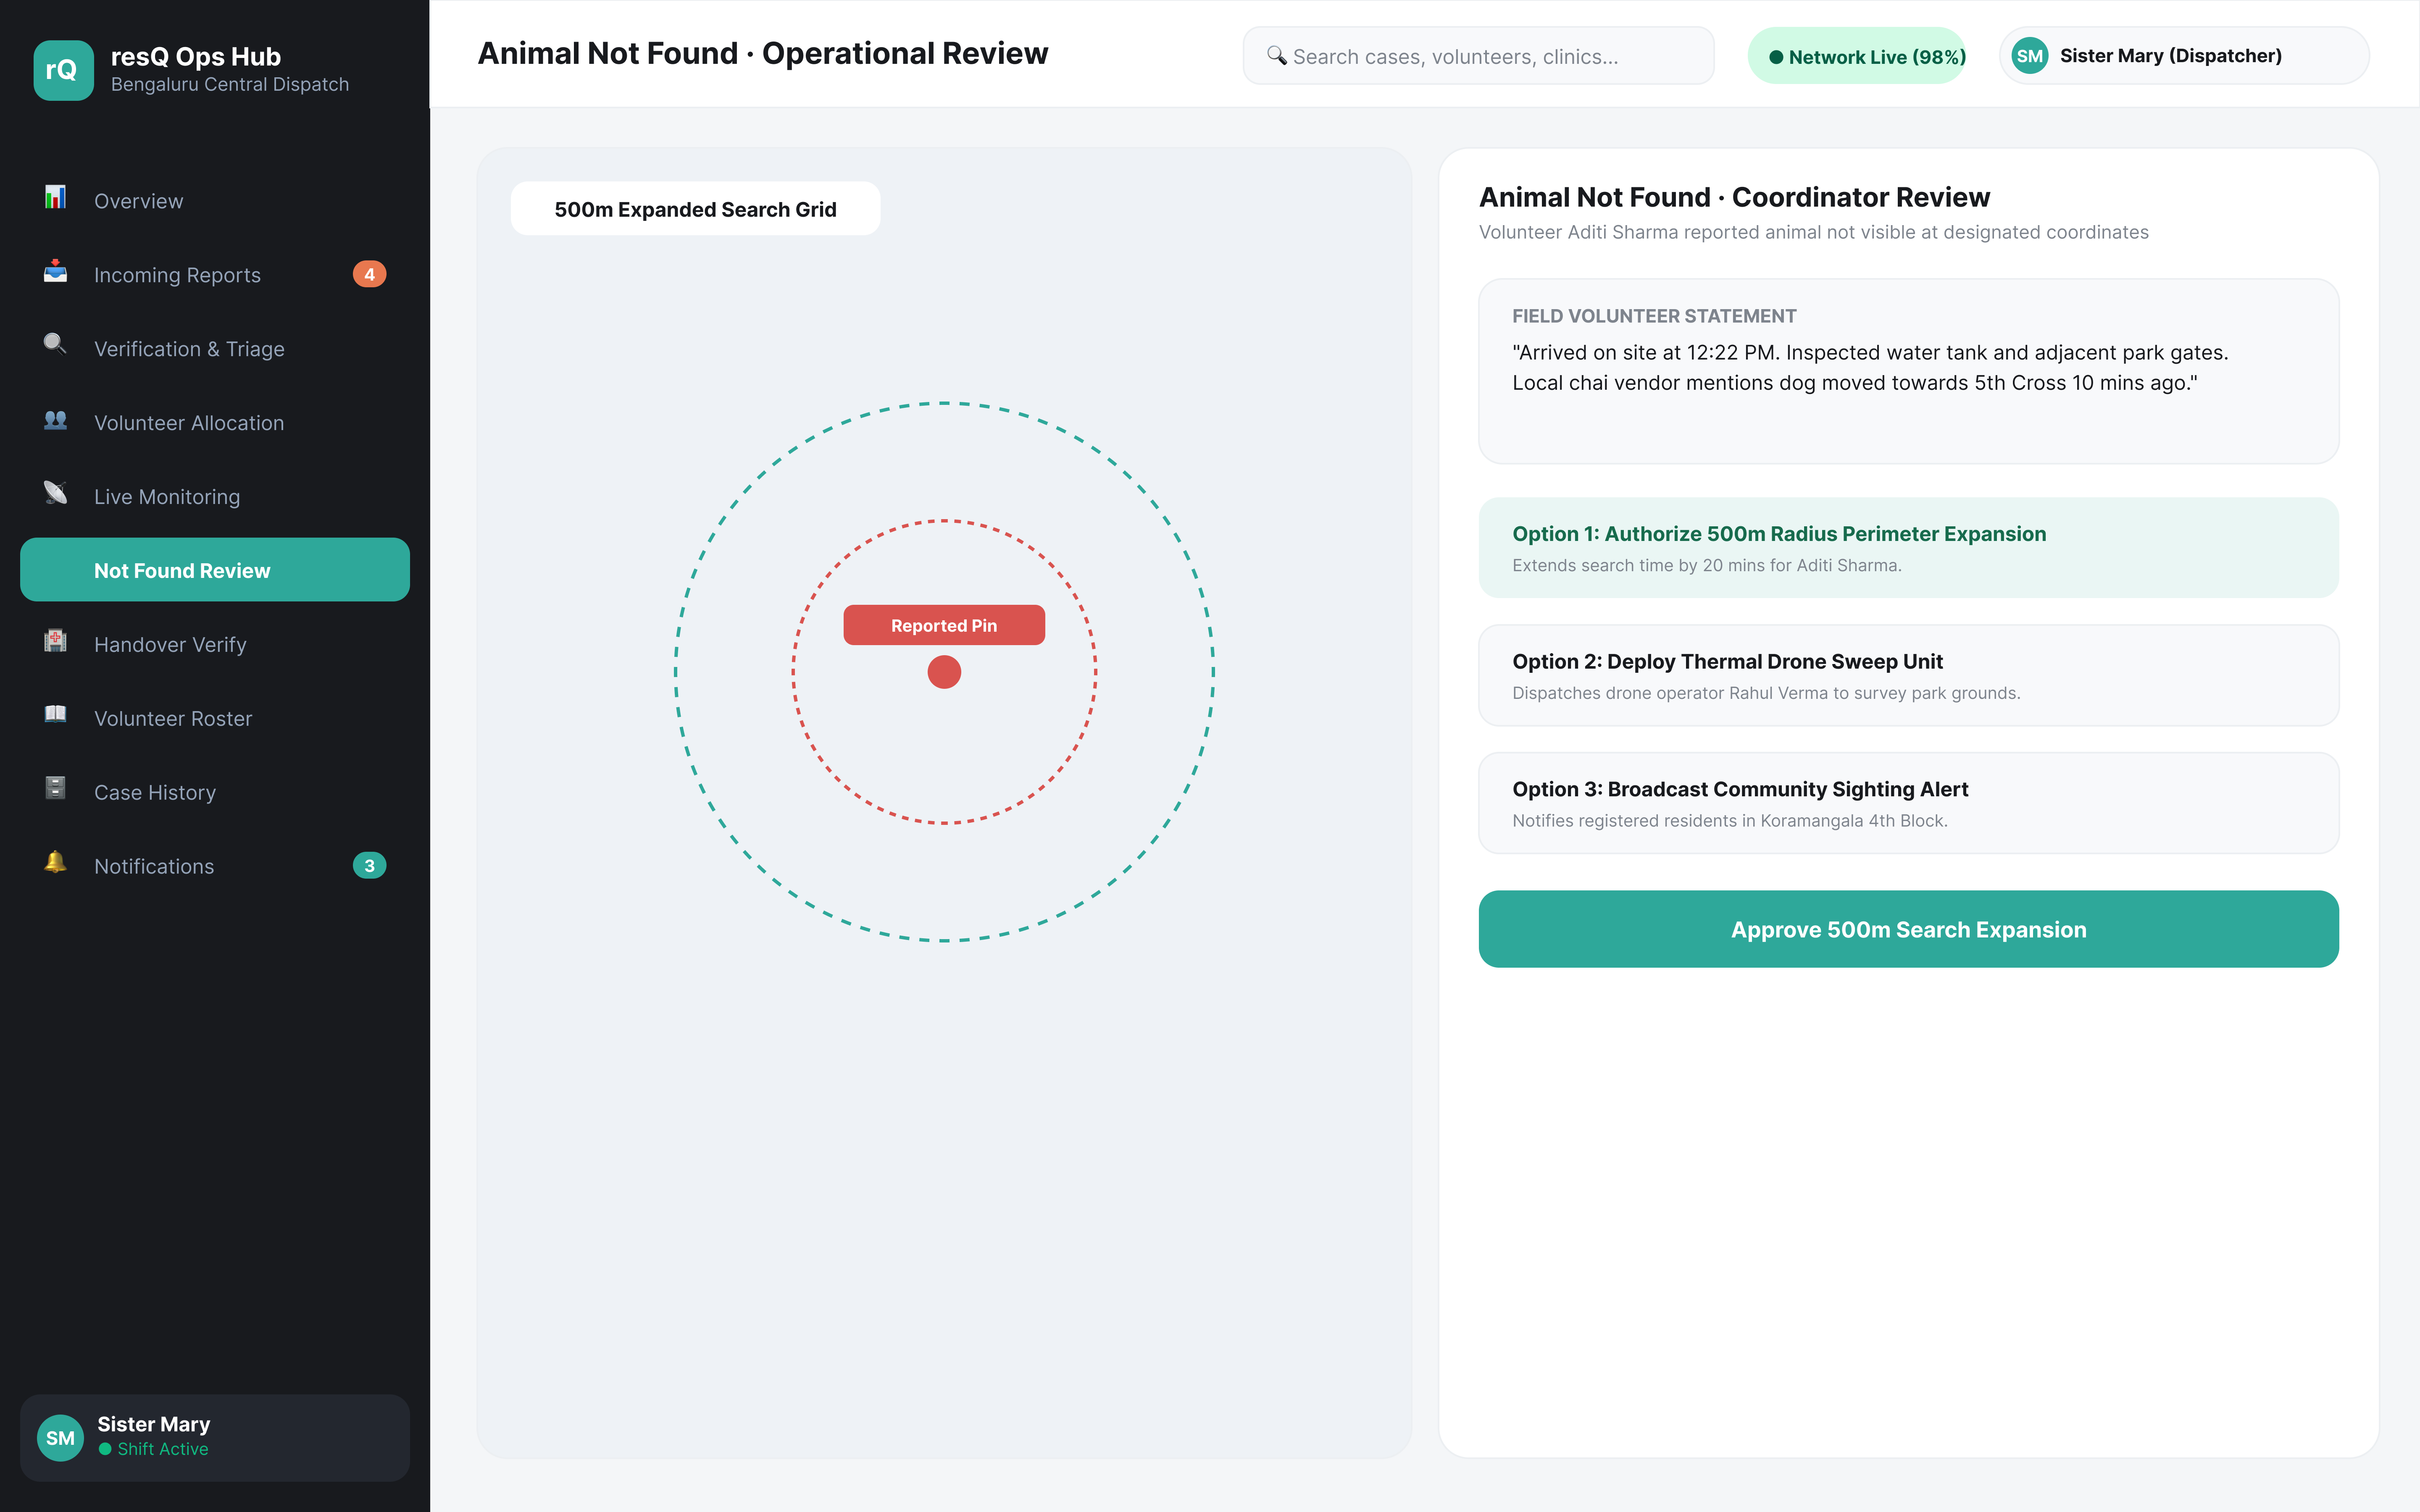 rQ
resQ Ops Hub
Bengaluru Central Dispatch
Overview
Incoming Reports 4
Verification & Triage
Volunteer Allocation
Live Monitoring
Not Found Review
Handover Verify
Volunteer Roster
Case History
Notifications 3
SM
Sister Mary
Shift Active
Animal Not Found · Operational Review
Search cases, volunteers, clinics...
Network Live (98%)
SM Sister Mary (Dispatcher)
500m Expanded Search Grid
Reported Pin
Animal Not Found · Coordinator Review
Volunteer Aditi Sharma reported animal not visible at designated coordinates
FIELD VOLUNTEER STATEMENT
"Arrived on site at 12:22 PM. Inspected water tank and adjacent park gates.
Local chai vendor mentions dog moved towards 5th Cross 10 mins ago."
Option 1: Authorize 500m Radius Perimeter Expansion
Extends search time by 20 mins for Aditi Sharma.
Option 2: Deploy Thermal Drone Sweep Unit
Dispatches drone operator Rahul Verma to survey park grounds.
Option 3: Broadcast Community Sighting Alert
Notifies registered residents in Koramangala 4th Block.
Approve 500m Search Expansion